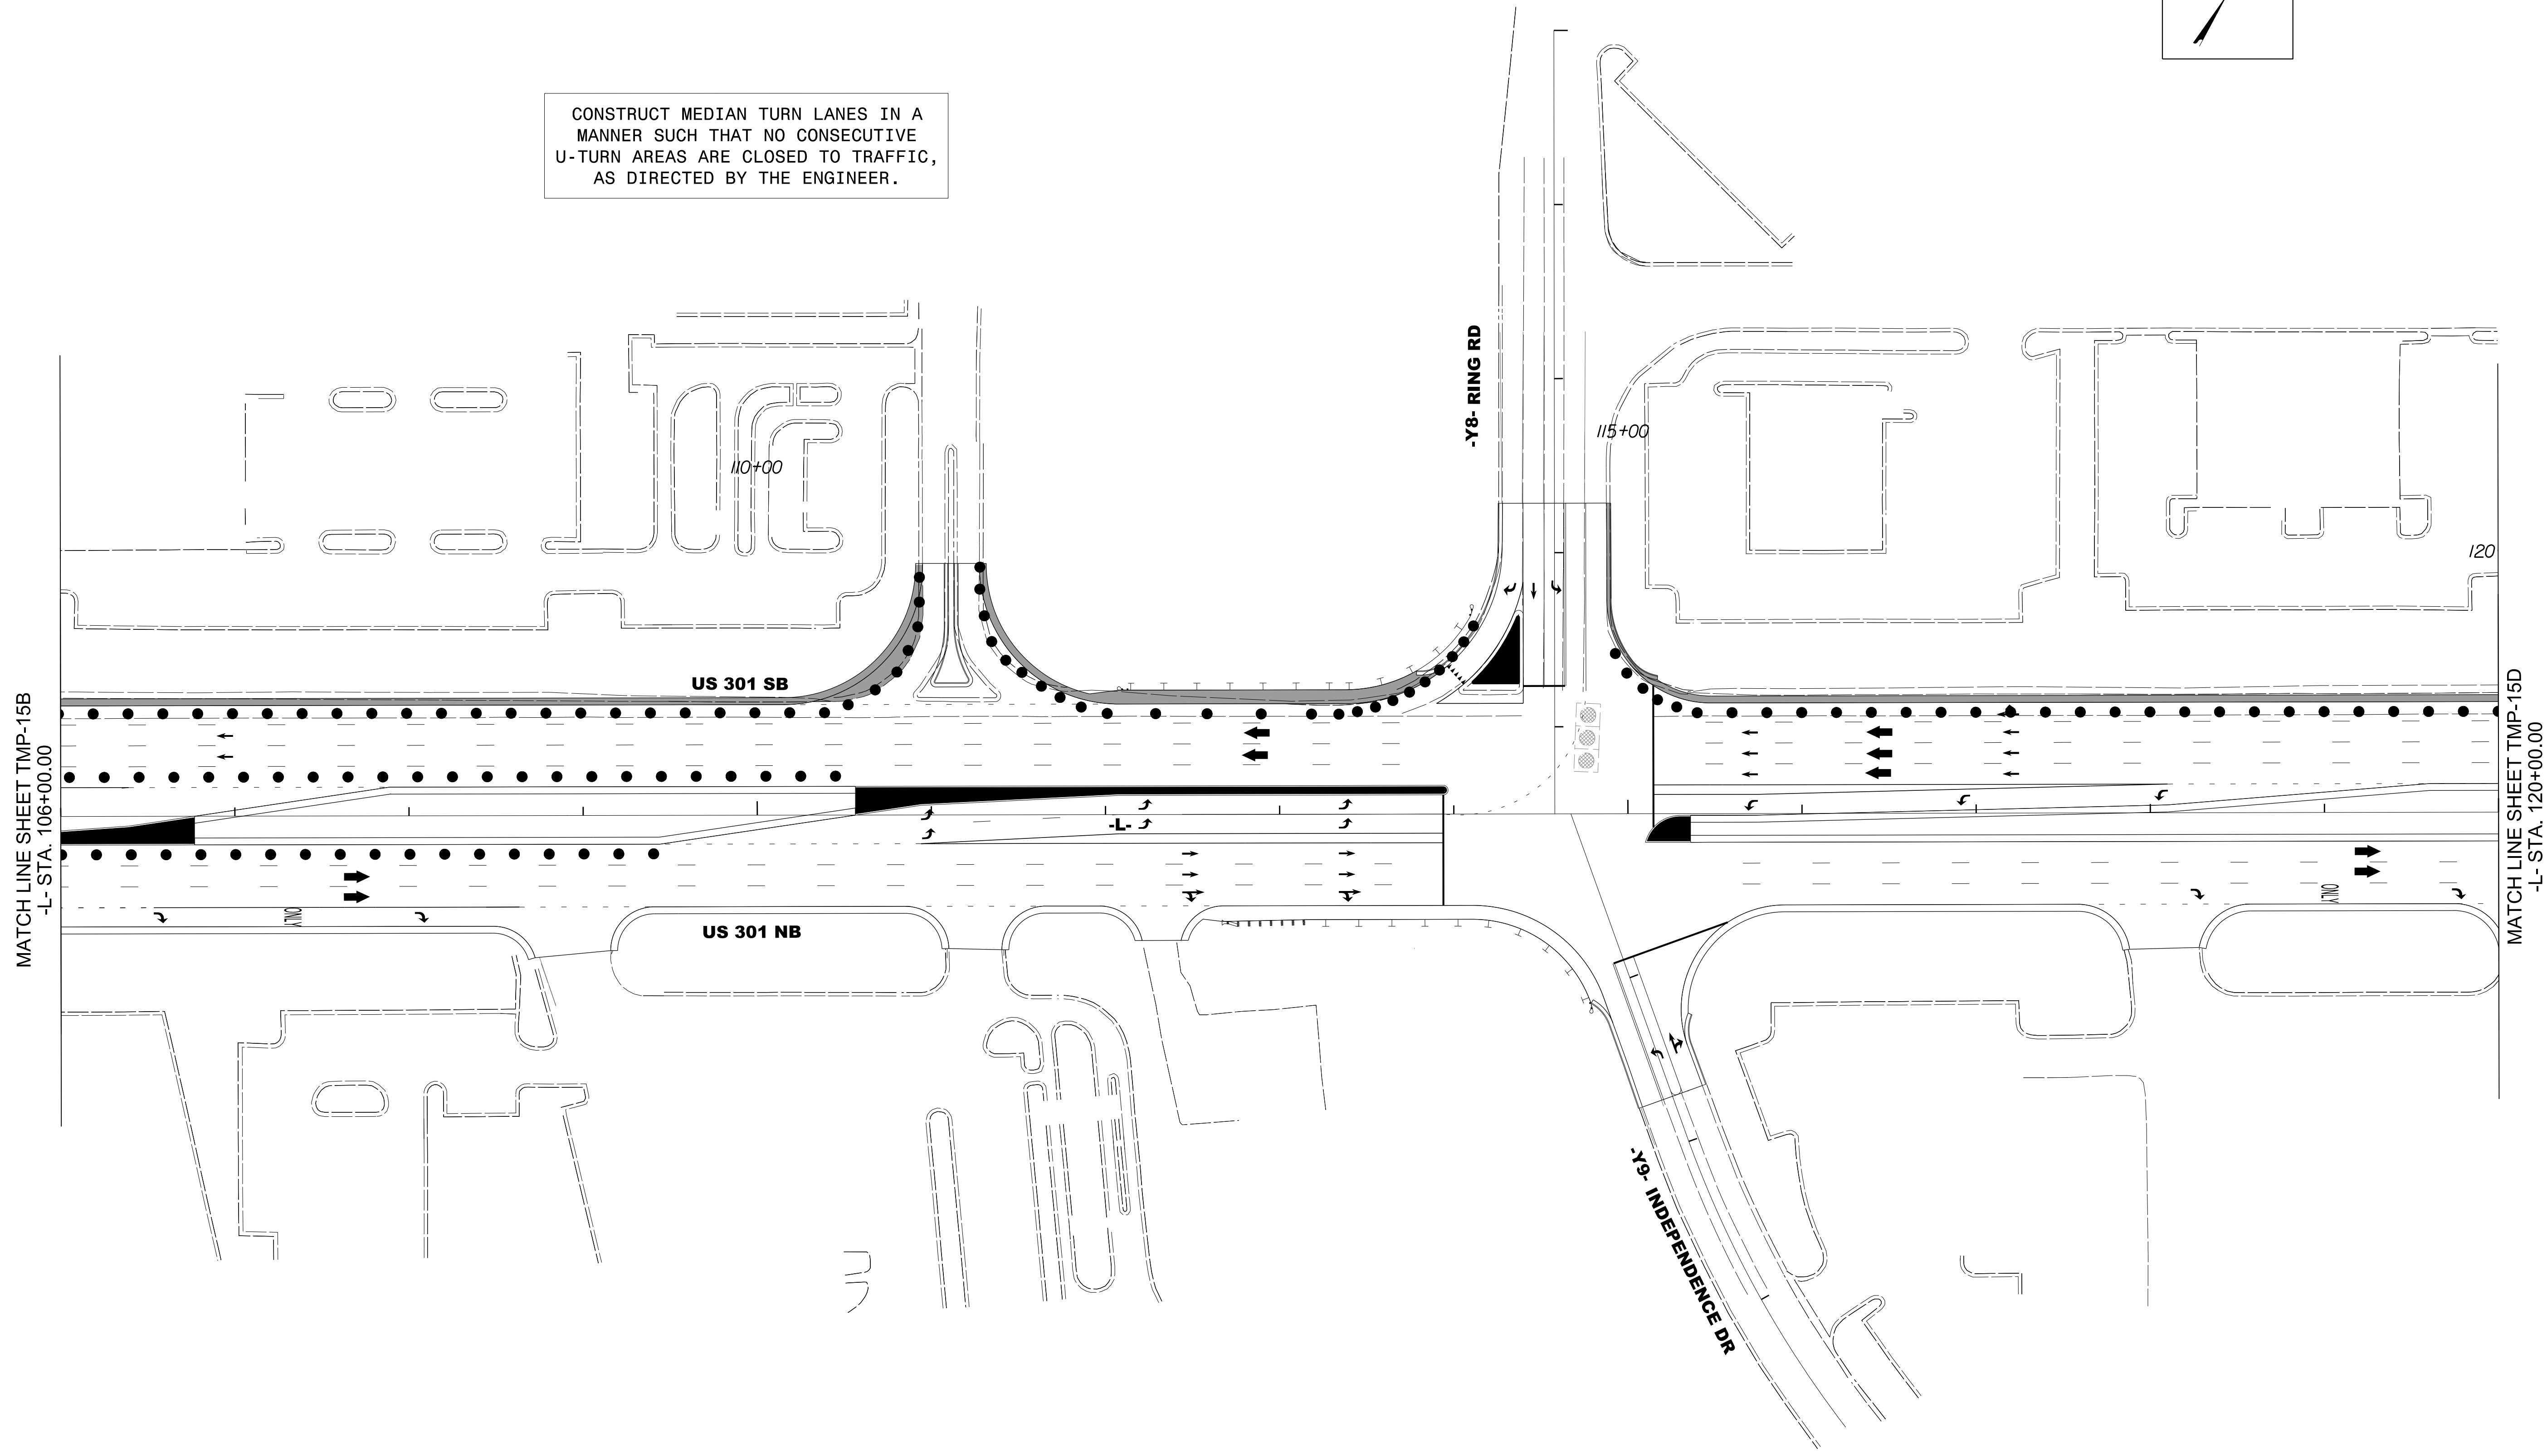 CONSTRUCT MEDIAN TURN LANES IN A
MANNER SUCH THAT NO CONSECUTIVE
U-TURN AREAS ARE CLOSED TO TRAFFIC,
AS DIRECTED BY THE ENGINEER.
-Y8- RING RD
115+00
110+00
120
US 301 SB
MATCH LINE SHEET TMP-15B
-L- STA. 106+00.00
MATCH LINE SHEET TMP-15D
-L- STA. 120+00.00
-L-
ONLY
ONLY
US 301 NB
-Y9- INDEPENDENCE DR